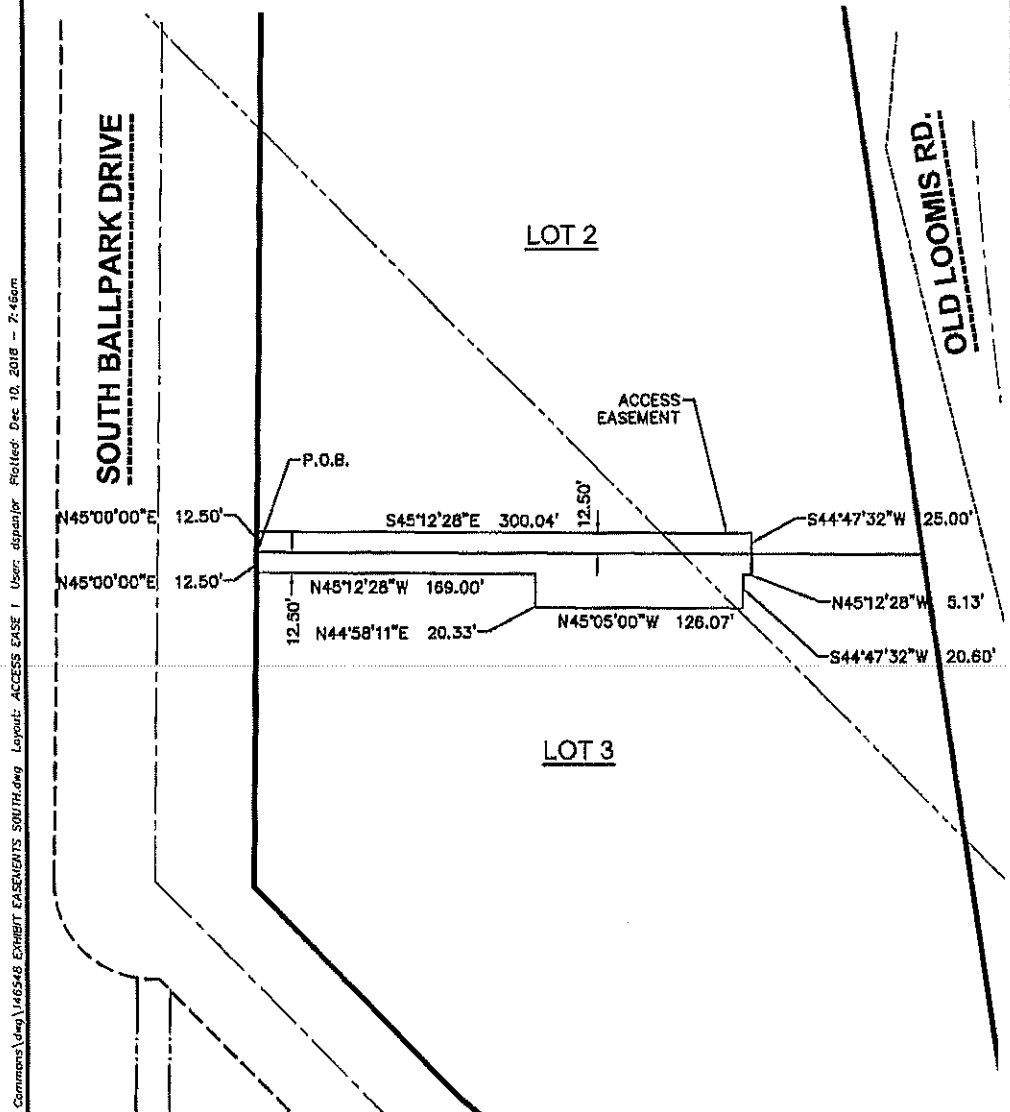 SOUTH BALLPARK DRIVE
OLD LOOMIS RD.
LOT 2
ACCESS
EASEMENT
P.O.B.
N45°00'00"E 12.50'
S45°12'28"E 300.04'
12.50'
S44°47'32"W 25.00'
N45°00'00"E 12.50'
N45°12'28"W 169.00'
12.50'
N45°12'28"W 5.13'
N44°58'11"E 20.33'
N45°05'00"W 126.07'
S44°47'32"W 20.60'
LOT 3
Commons\dwg\146548 EXHIBIT EASEMENTS SOUTH.dwg Layout: ACCESS EASE 1 User: dspanjor Plotted: Dec 10, 2018 - 7:46am